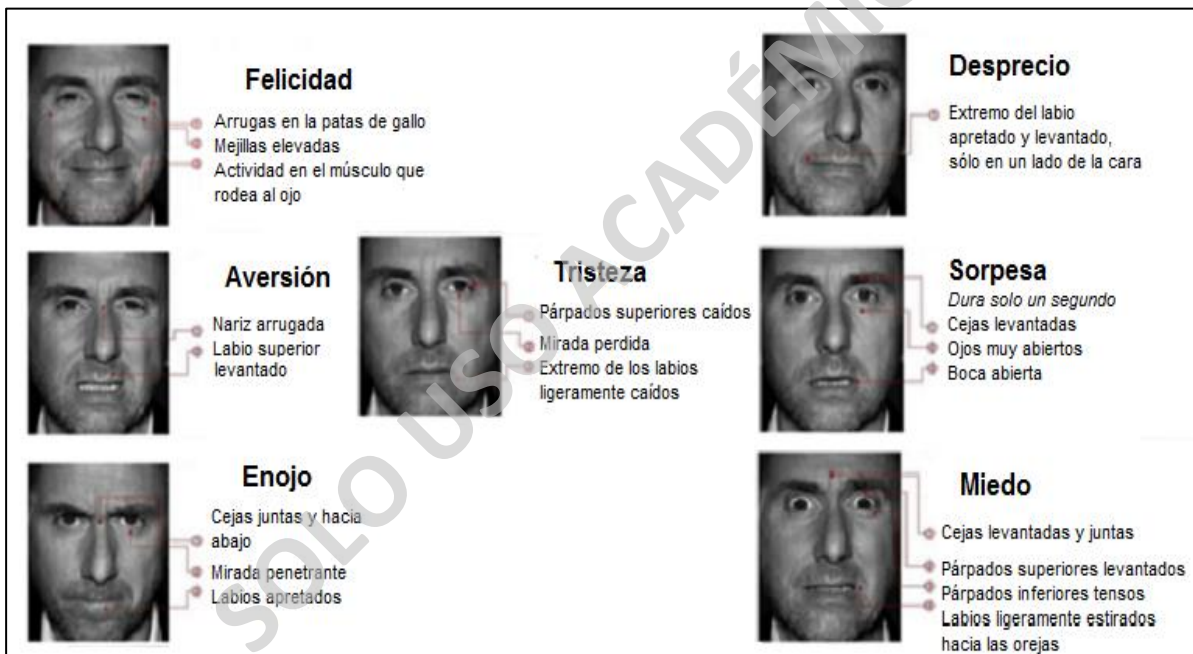 Felicidad
Arrugas en la patas de gallo
Mejillas elevadas
Actividad en el músculo que
rodea al ojo
Desprecio
Extremo del labio
apretado y levantado,
sólo en un lado de la cara
Aversión
Nariz arrugada
Labio superior
levantado
Tristeza
Párpados superiores caídos
Mirada perdida
Extremo de los labios
ligeramente caídos
Sorpesa
Dura solo un segundo
Cejas levantadas
Ojos muy abiertos
Boca abierta
Enojo
Cejas juntas y hacia
abajo
Mirada penetrante
Labios apretados
Miedo
Cejas levantadas y juntas
Párpados superiores levantados
Párpados inferiores tensos
Labios ligeramente estirados
hacia las orejas
SOLO USO ACADÉMIC